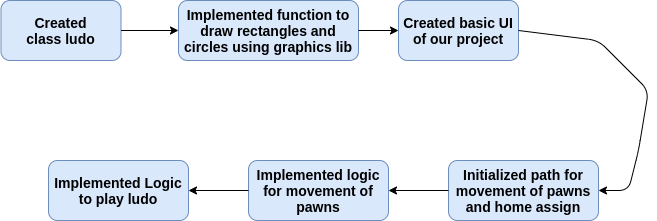 Created
class ludo
Implemented function to
draw rectangles and
circles using graphics lib
Created basic UI
of our project
Initialized path for
movement of pawns
and home assign
Implemented logic
for movement of
pawns
Implemented Logic
to play ludo